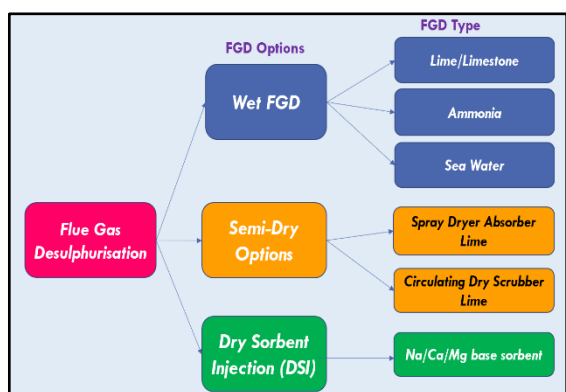 FGD Type
FGD Options
Lime/Limestone
Wet FGD
Ammonia
Sea Water
Flue Gas
Desulphurisation
Semi-Dry
Options
Spray Dryer Absorber
Lime
Circulating Dry Scrubber
Lime
Dry Sorbent
Injection (DSI)
Na/Ca/Mg base sorbent